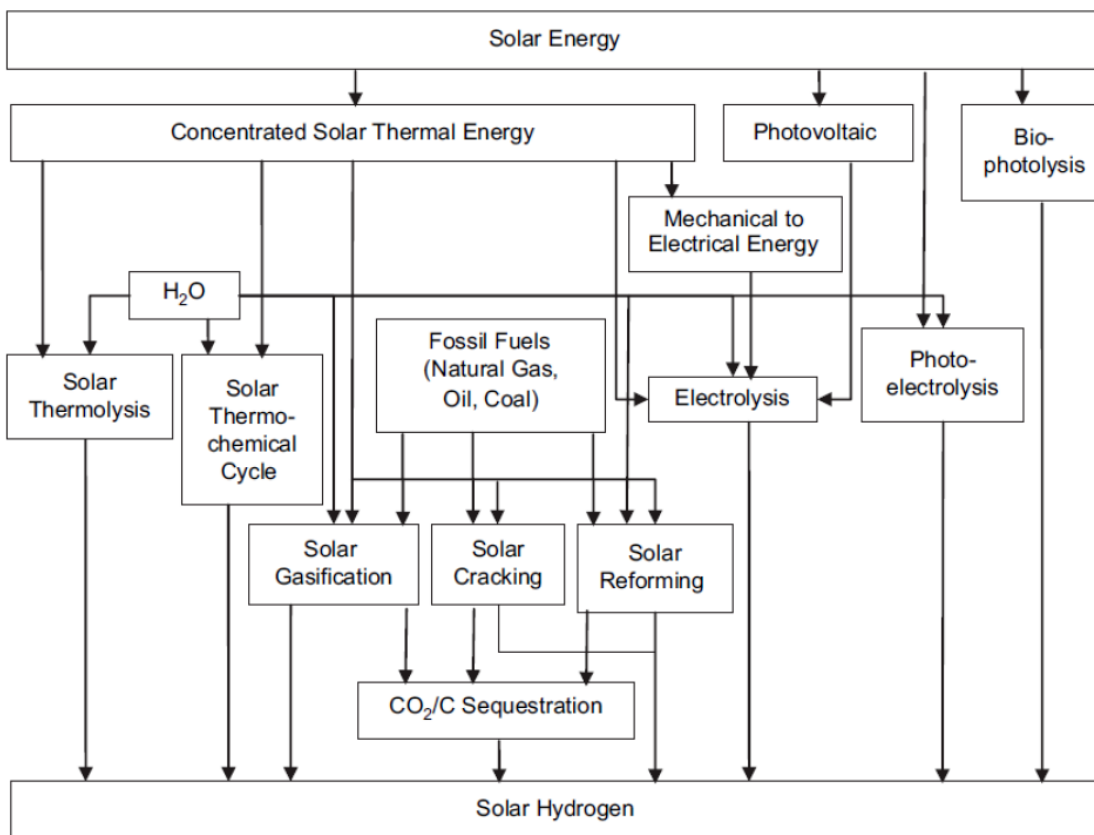 Solar Energy
Concentrated Solar Thermal Energy
Photovoltaic
Bio-
photolysis
Mechanical to
Electrical Energy
H₂O
Fossil Fuels
(Natural Gas,
Oil, Coal)
Solar
Thermolysis
Solar
Thermo-
chemical
Cycle
Electrolysis
Photo-
electrolysis
Solar
Gasification
Solar
Cracking
Solar
Reforming
CO₂/C Sequestration
Solar Hydrogen